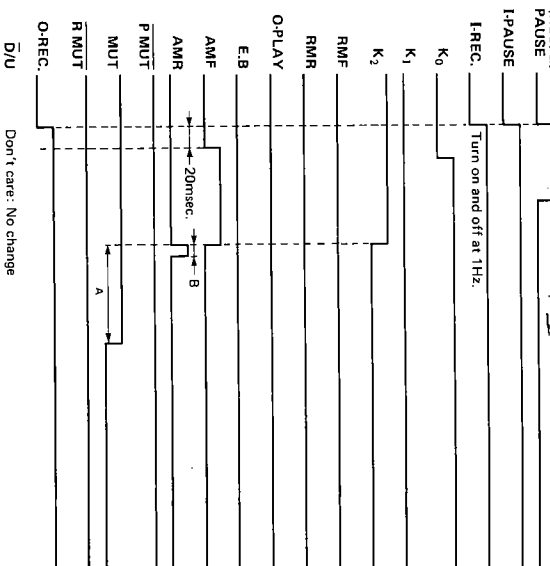 PAUSE
I-PAUSE
I-REC.
Turn on and off at 1Hz.
K0
K1
K2
RMF
RMR
O-PLAY
E.B
AMF
20msec.
B
AMR
P MUT
MUT
A
R MUT
O-REC.
D̅/U
Don't care: No change